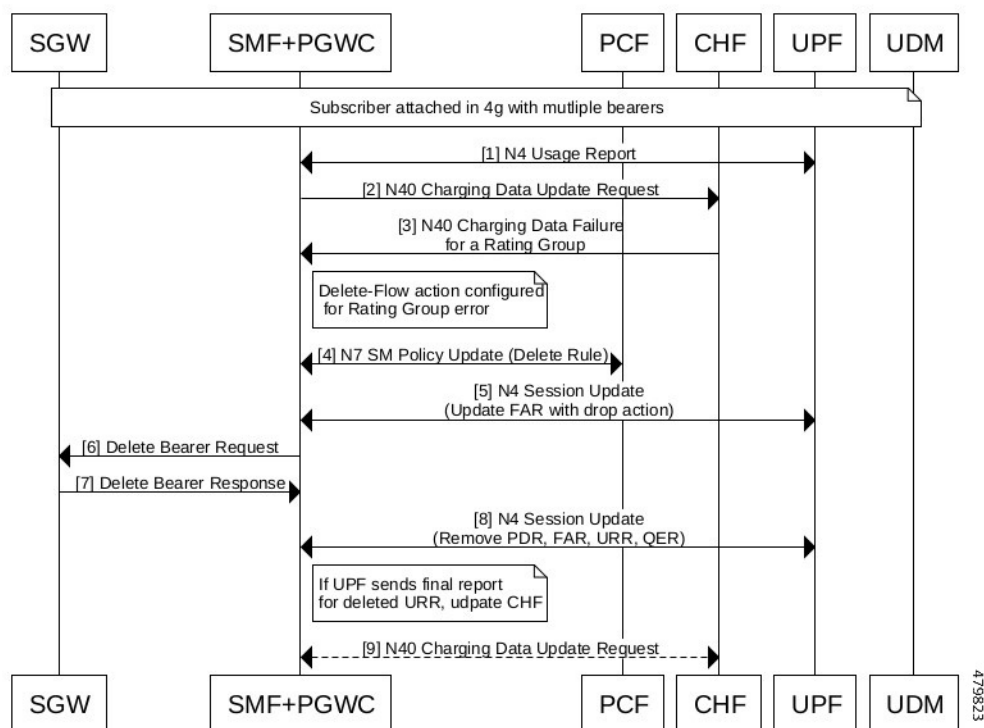 SGW SMF+PGWC PCF CHF UPF UDM
Subscriber attached in 4g with mutliple bearers
[1] N4 Usage Report
[2] N40 Charging Data Update Request
[3] N40 Charging Data Failure
for a Rating Group
Delete-Flow action configured
for Rating Group error
[4] N7 SM Policy Update (Delete Rule)
[5] N4 Session Update
(Update FAR with drop action)
[6] Delete Bearer Request
[7] Delete Bearer Response
[8] N4 Session Update
(Remove PDR, FAR, URR, QER)
If UPF sends final report
for deleted URR, udpate CHF
[9] N40 Charging Data Update Request
SGW SMF+PGWC PCF CHF UPF UDM
479823